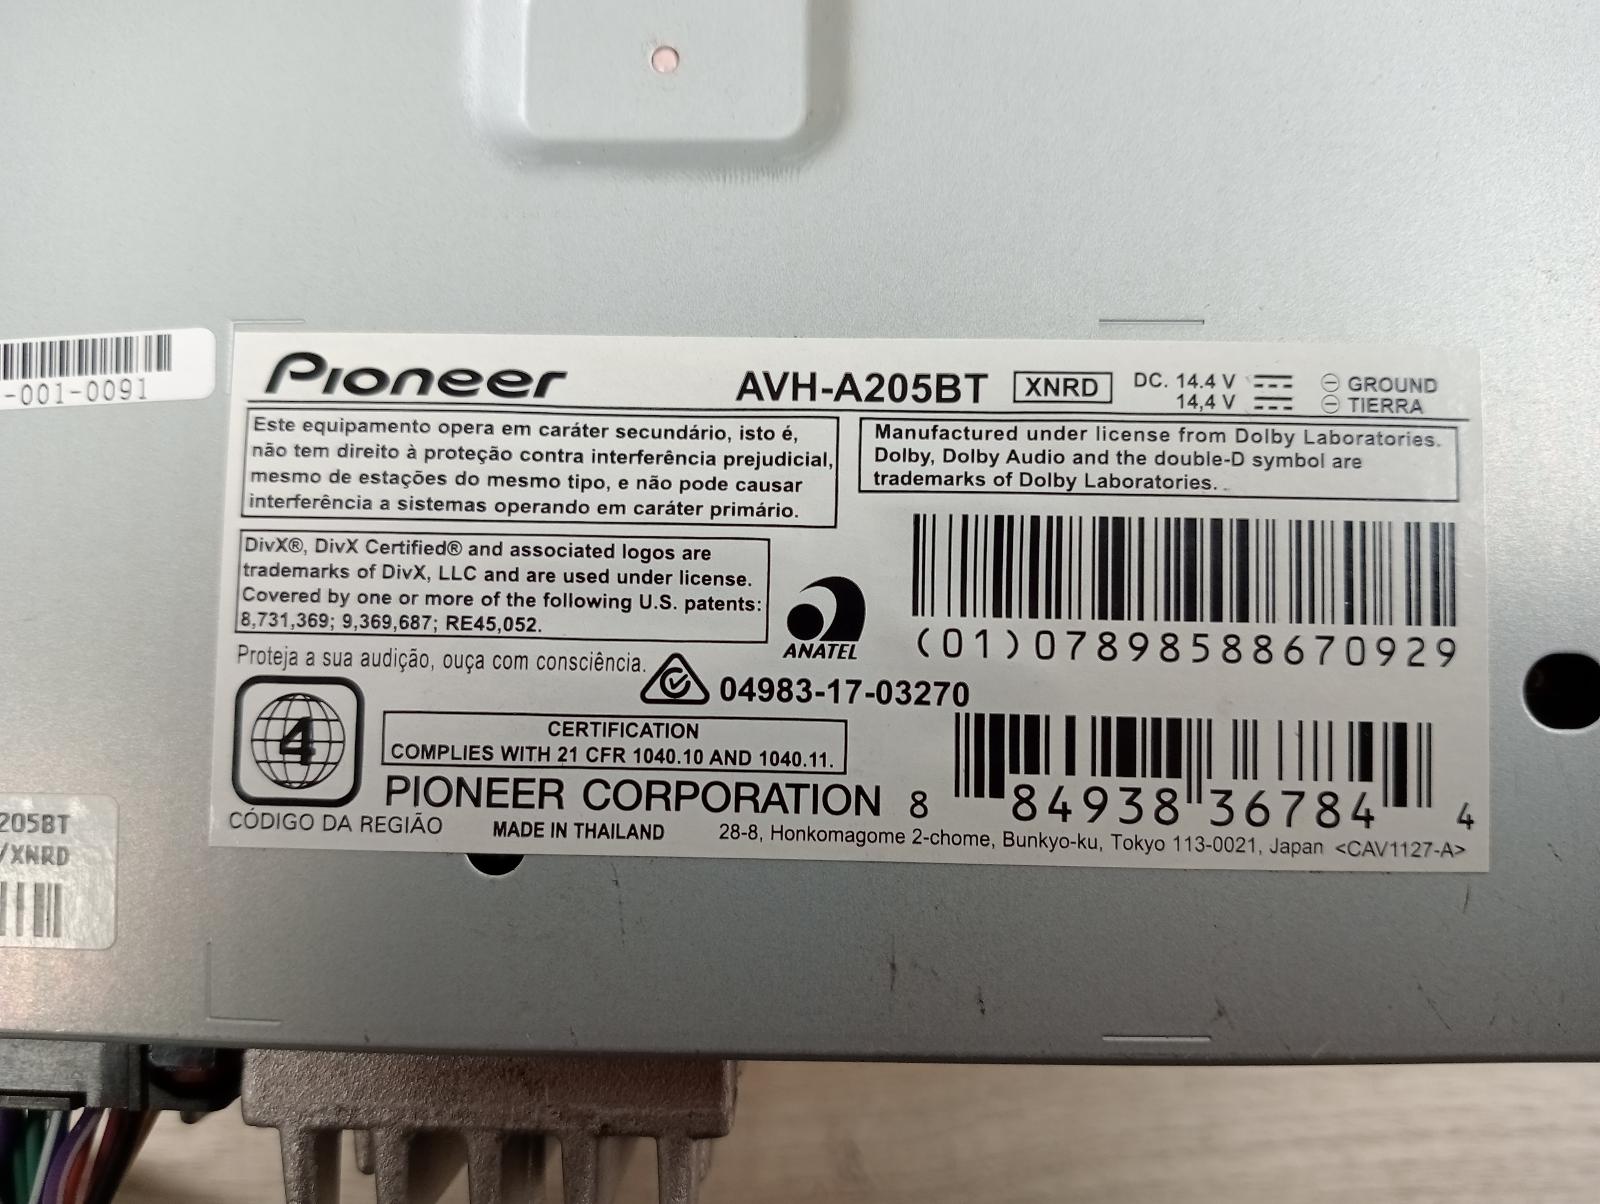 -001-0091
Pioneer AVH-A205BT XNRD DC. 14.4 V GROUND
14,4 V TIERRA
Este equipamento opera em caráter secundário, isto é,
não tem direito à proteção contra interferência prejudicial,
mesmo de estações do mesmo tipo, e não pode causar
interferência a sistemas operando em caráter primário.
Manufactured under license from Dolby Laboratories.
Dolby, Dolby Audio and the double-D symbol are
trademarks of Dolby Laboratories.
DivX®, DivX Certified® and associated logos are
trademarks of DivX, LLC and are used under license.
Covered by one or more of the following U.S. patents:
8,731,369; 9,369,687; RE45,052.
ANATEL
(01)07898588670929
Proteja a sua audição, ouça com consciência.
04983-17-03270
4
CERTIFICATION
COMPLIES WITH 21 CFR 1040.10 AND 1040.11.
PIONEER CORPORATION
8 84938 36784 4
CÓDIGO DA REGIÃO
MADE IN THAILAND
28-8, Honkomagome 2-chome, Bunkyo-ku, Tokyo 113-0021, Japan <CAV1127-A>
205BT
/XNRD